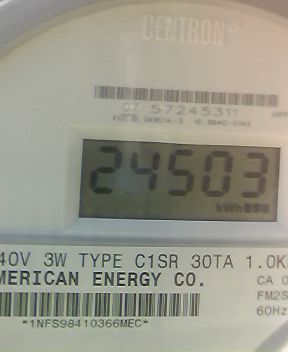 CENTRON®
07 57245311
24503
kWh
40V 3W TYPE C1SR 30TA 1.0K
MERICAN ENERGY CO.
CA 0
FM2S
60Hz
*1NFS98410366MEC*